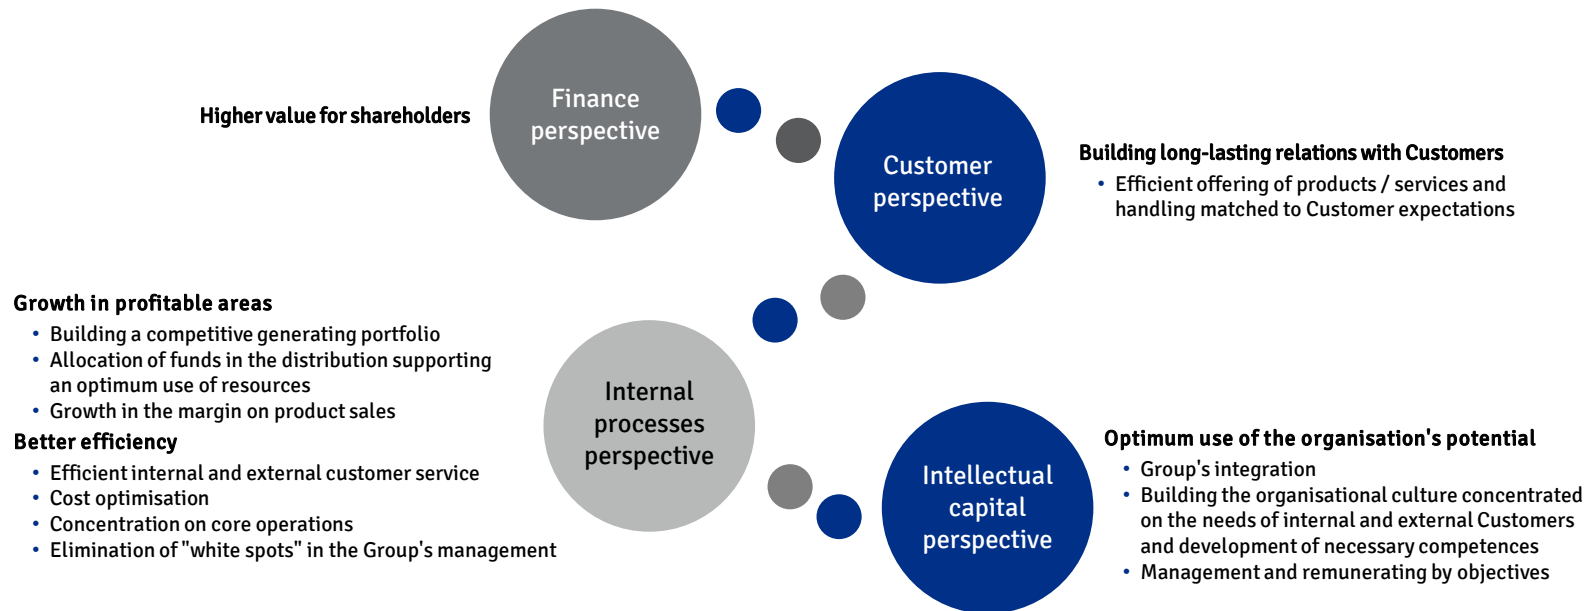 Higher value for shareholders
Finance
perspective
Customer
perspective
Building long-lasting relations with Customers
• Efficient offering of products / services and
handling matched to Customer expectations
Growth in profitable areas
• Building a competitive generating portfolio
• Allocation of funds in the distribution supporting
an optimum use of resources
• Growth in the margin on product sales
Better efficiency
• Efficient internal and external customer service
• Cost optimisation
• Concentration on core operations
• Elimination of "white spots" in the Group's management
Internal
processes
perspective
Intellectual
capital
perspective
Optimum use of the organisation's potential
• Group's integration
• Building the organisational culture concentrated
on the needs of internal and external Customers
and development of necessary competences
• Management and remunerating by objectives